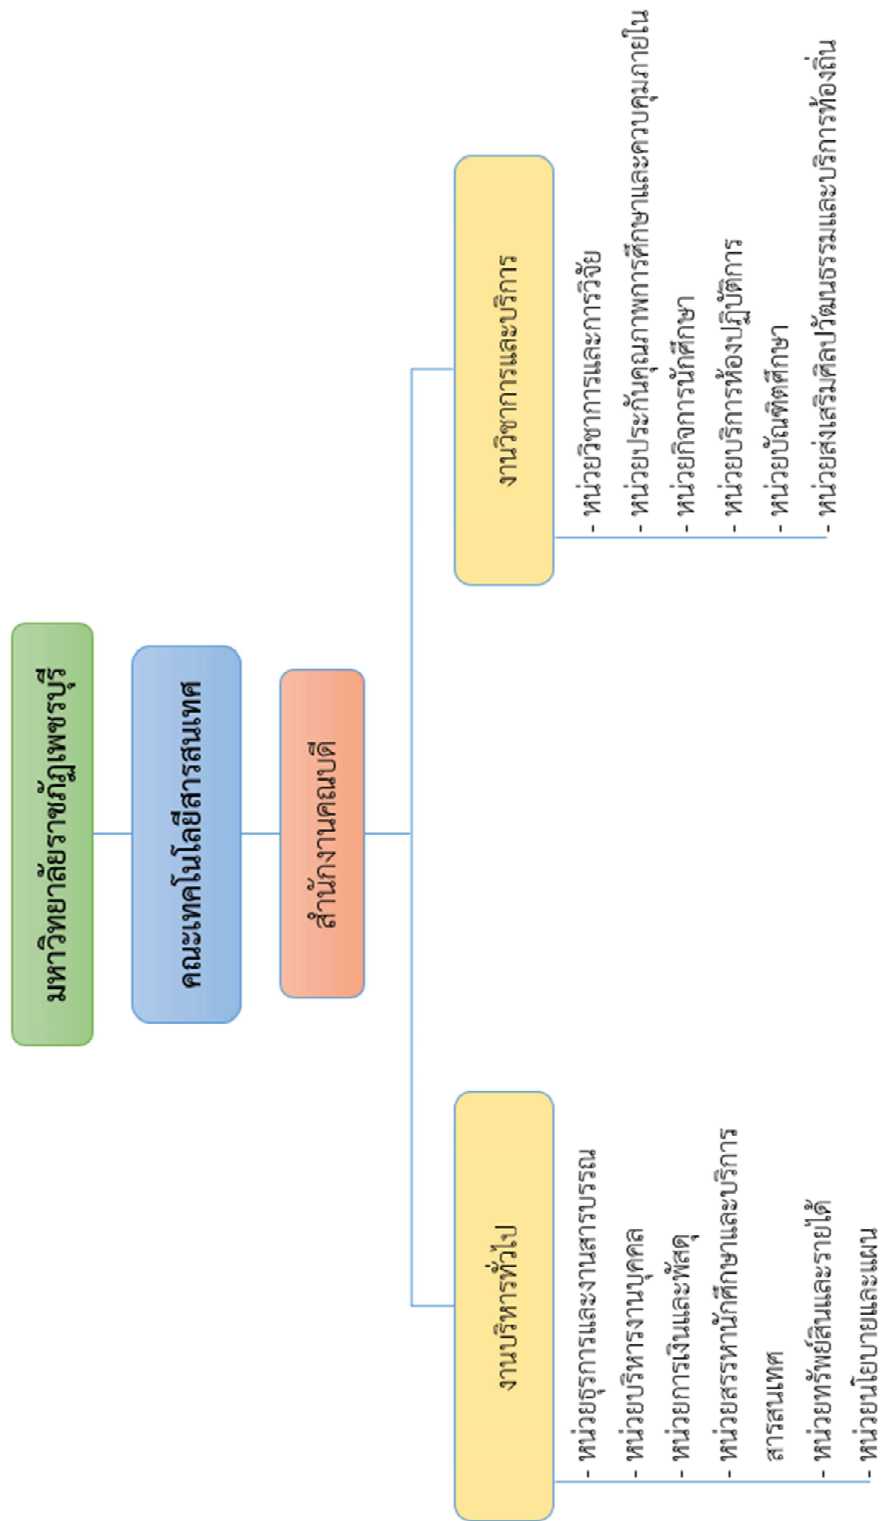 มหาวิทยาลัยราชภัฏเพชรบุรี
คณะเทคโนโลยีสารสนเทศ
สำนักงานคณบดี
งานบริหารทั่วไป
- หน่วยธุรการและงานสารบรรณ
- หน่วยบริหารงานบุคคล
- หน่วยการเงินและพัสดุ
- หน่วยสรรหานักศึกษาและบริการ
สารสนเทศ
- หน่วยทรัพย์สินและรายได้
- หน่วยนโยบายและแผน
งานวิชาการและบริการ
- หน่วยวิชาการและการวิจัย
- หน่วยประกันคุณภาพการศึกษาและควบคุมภายใน
- หน่วยกิจการนักศึกษา
- หน่วยบริการห้องปฏิบัติการ
- หน่วยบัณฑิตศึกษา
- หน่วยส่งเสริมศิลปวัฒนธรรมและบริการท้องถิ่น